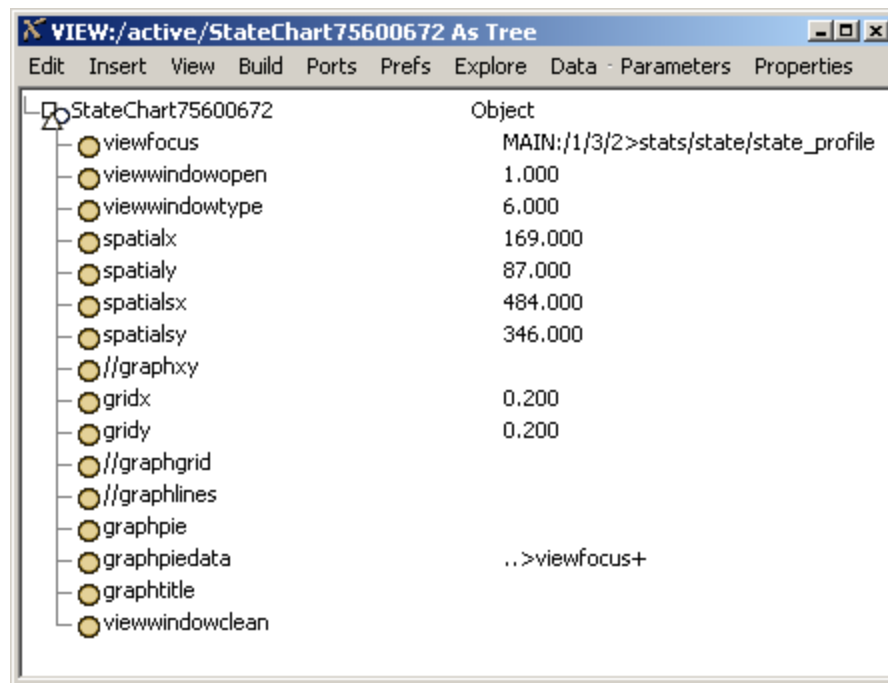 VIEW:/active/StateChart75600672 As Tree
Edit Insert View Build Ports Prefs Explore Data Parameters Properties
StateChart75600672 Object
viewfocus MAIN:/1/3/2>stats/state/state_profile
viewwindowopen 1.000
viewwindowtype 6.000
spatialx 169.000
spatialy 87.000
spatialsx 484.000
spatialsy 346.000
//graphxy
gridx 0.200
gridy 0.200
//graphgrid
//graphlines
graphpie
graphpiedata ..>viewfocus+
graphtitle
viewwindowclean